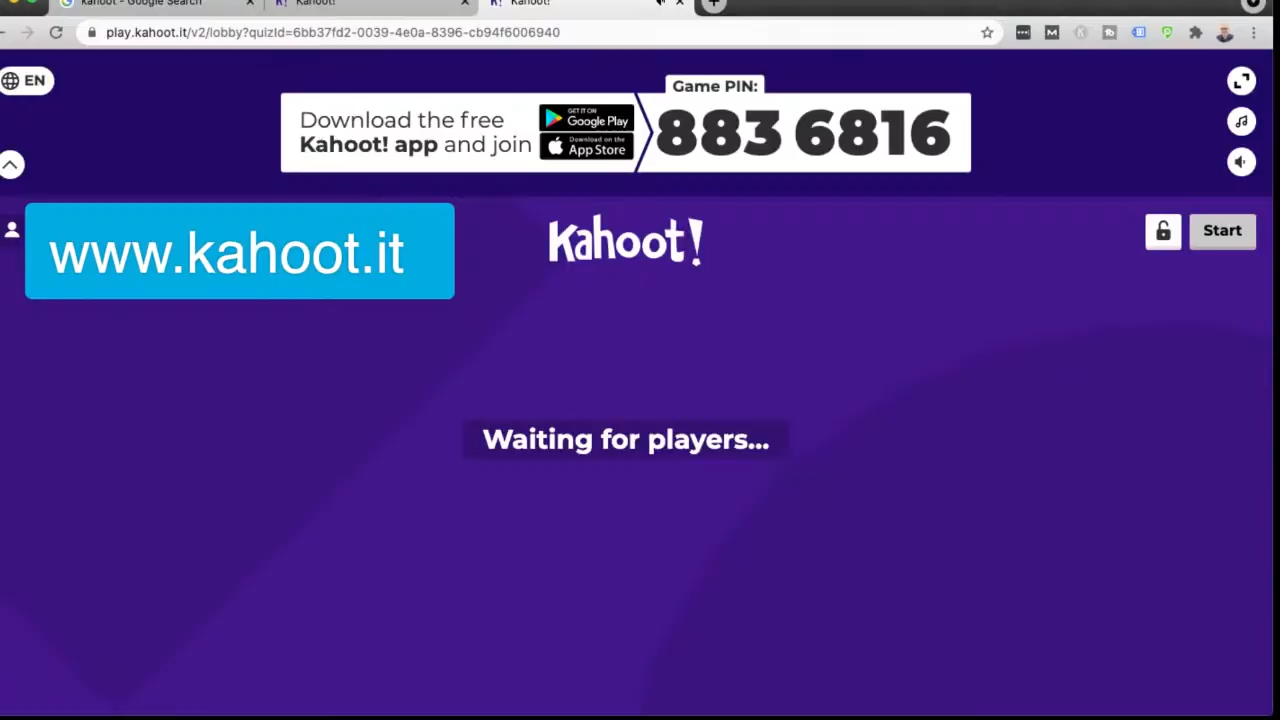 kahoot - Google Search
Kahoot!
Kahoot!
play.kahoot.it/v2/lobby?quizId=6bb37fd2-0039-4e0a-8396-cb94f6006940
EN
Game PIN:
Download the free
Kahoot! app and join
GET IT ON
Google Play
Download on the
App Store
883 6816
www.kahoot.it
Kahoot!
Start
Waiting for players...